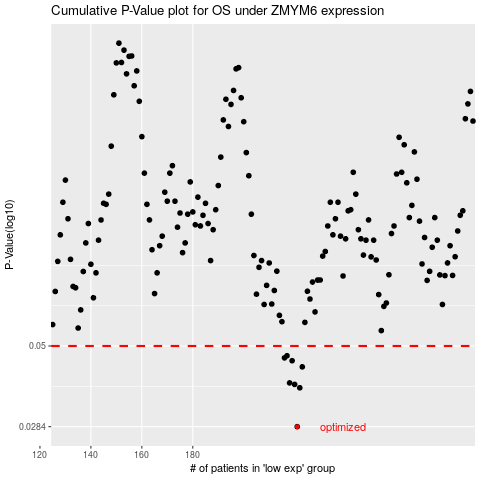 Cumulative P-Value plot for OS under ZMYM6 expression
P-Value(log10)
0.05
0.0284
optimized
120 140 160 180
# of patients in 'low exp' group